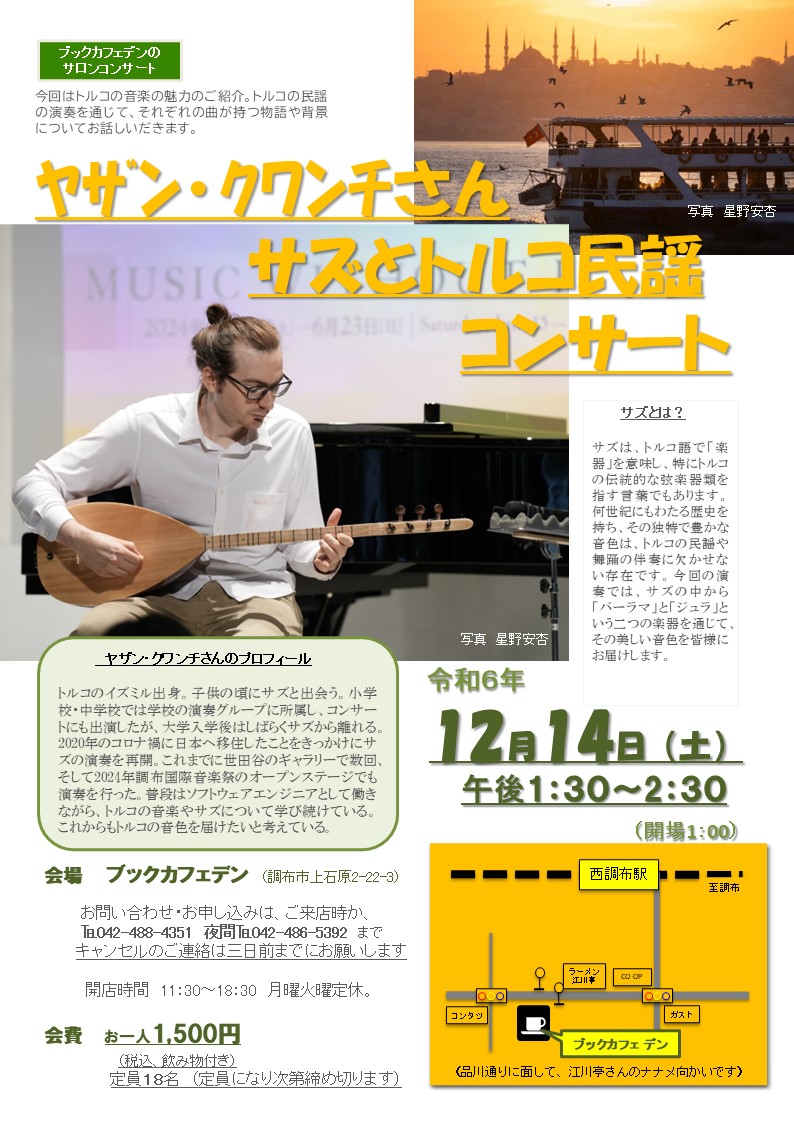 ブックカフェデンの
サロンコンサート
今回はトルコの音楽の魅力のご紹介。トルコの民謡
の演奏を通じて、それぞれの曲が持つ物語や背景
についてお話しいだきます。
ヤザン・クワンチさん
サズとトルコ民謡
コンサート
写真　星野安杏
MUSIC
2024
6月23日(日) Saturday
サズとは？
サズは、トルコ語で「楽
器」を意味し、特にトルコ
の伝統的な弦楽器類を
指す言葉でもあります。
何世紀にもわたる歴史を
持ち、その独特で豊かな
音色は、トルコの民謡や
舞踊の伴奏に欠かせな
い存在です。今回の演
奏では、サズの中から
「バーラマ」と「ジュラ」と
いう二つの楽器を通じて、
その美しい音色を皆様に
お届けします。
写真　星野安杏
ヤザン・クワンチさんのプロフィール
トルコのイズミル出身。子供の頃にサズと出会う。小学
校・中学校では学校の演奏グループに所属し、コンサー
トにも出演したが、大学入学後はしばらくサズから離れる。
2020年のコロナ禍に日本へ移住したことをきっかけにサ
ズの演奏を再開。これまでに世田谷のギャラリーで数回、
そして2024年調布国際音楽祭のオープンステージでも
演奏を行った。普段はソフトウェアエンジニアとして働き
ながら、トルコの音楽やサズについて学び続けている。
これからもトルコの音色を届けたいと考えている。
令和6年
12月14日（土）
午後1:30～2:30
（開場1:00）
会場　ブックカフェデン　（調布市上石原2-22-3）
お問い合わせ・お申し込みは、ご来店時か、
℡042-488-4351　夜間℡042-486-5392　まで
キャンセルのご連絡は三日前までにお願いします
開店時間　11:30～18:30　月曜火曜定休。
会費　お一人1,500円
（税込、飲み物付き）
定員18名　（定員になり次第締め切ります）
西調布駅
至調布
ラーメン
江川亭
CO-OP
コンタツ
ガスト
ブックカフェ デン
（品川通りに面して、江川亭さんのナナメ向かいです）